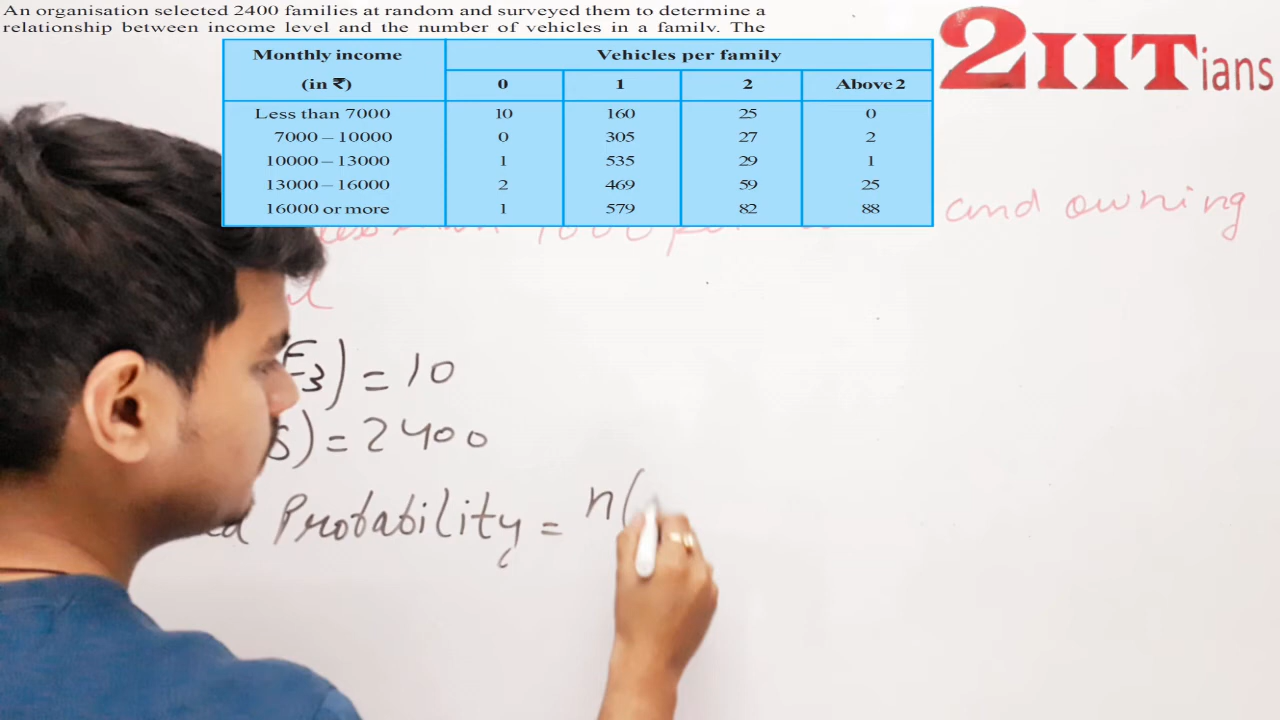 An organisation selected 2400 families at random and surveyed them to determine a
relationship between income level and the number of vehicles in a family. The
2IITians
Monthly income (in ₹) Vehicles per family
0 1 2 Above 2
Less than 7000 10 160 25 0
7000 – 10000 0 305 27 2
10000 – 13000 1 535 29 1
13000 – 16000 2 469 59 25
16000 or more 1 579 82 88
and owning
E3) = 10
S) = 2400
Probability = n(